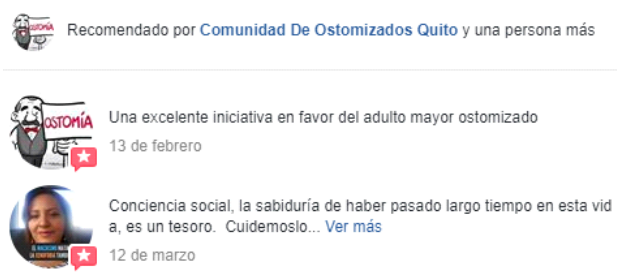 OSTOMÍA
Recomendado por Comunidad De Ostomizados Quito y una persona más
OSTOMÍA
Una excelente iniciativa en favor del adulto mayor ostomizado
13 de febrero
Conciencia social, la sabiduría de haber pasado largo tiempo en esta vid
a, es un tesoro. Cuidemoslo... Ver más
12 de marzo